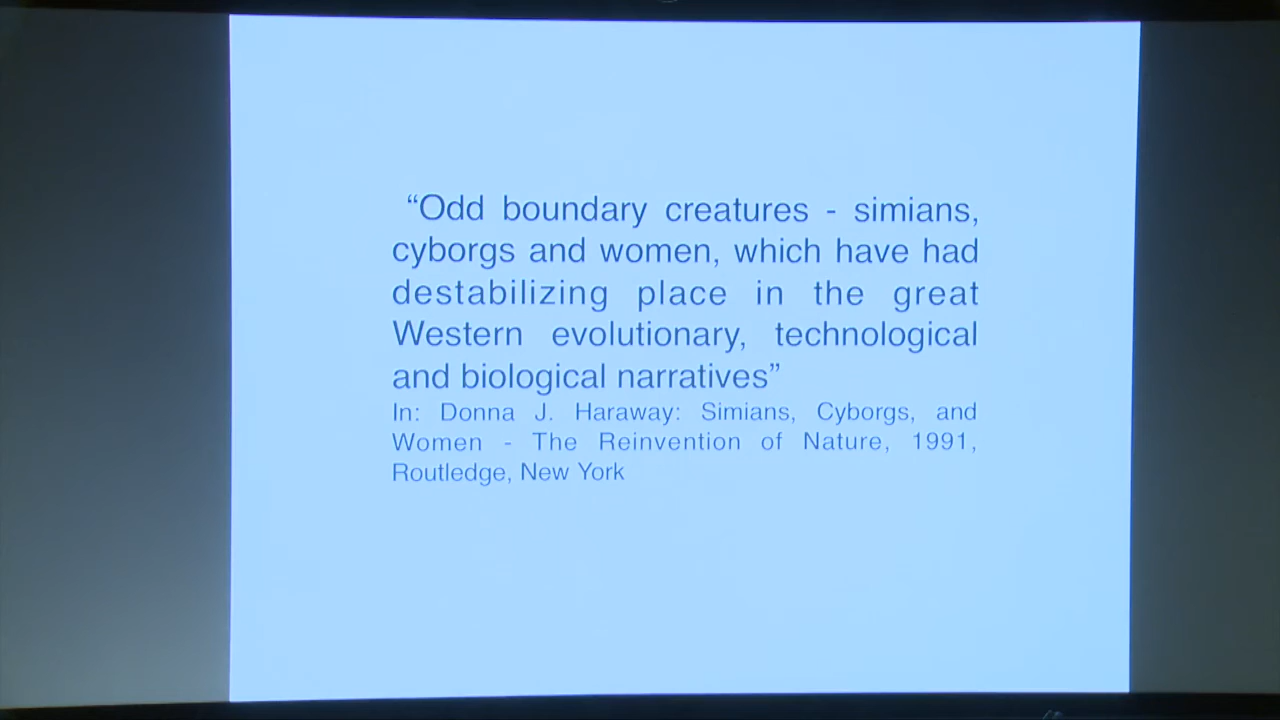 “Odd boundary creatures - simians,
cyborgs and women, which have had
destabilizing place in the great
Western evolutionary, technological
and biological narratives”
In: Donna J. Haraway: Simians, Cyborgs, and
Women - The Reinvention of Nature, 1991,
Routledge, New York